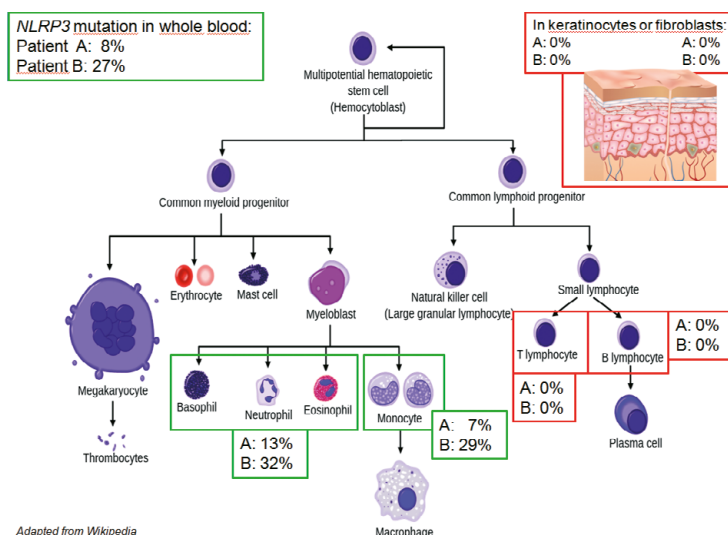 NLRP3 mutation in whole blood:
Patient A: 8%
Patient B: 27%
In keratinocytes or fibroblasts:
A: 0% A: 0%
B: 0% B: 0%
Multipotential hematopoietic
stem cell
(Hemocytoblast)
Common myeloid progenitor
Common lymphoid progenitor
Erythrocyte
Mast cell
Myeloblast
Natural killer cell
(Large granular lymphocyte)
Small lymphocyte
Megakaryocyte
Basophil
Neutrophil
Eosinophil
Monocyte
T lymphocyte
B lymphocyte
A: 0%
B: 0%
A: 0%
B: 0%
A: 13%
B: 32%
A: 7%
B: 29%
Thrombocytes
Plasma cell
Macrophage
Adapted from Wikipedia